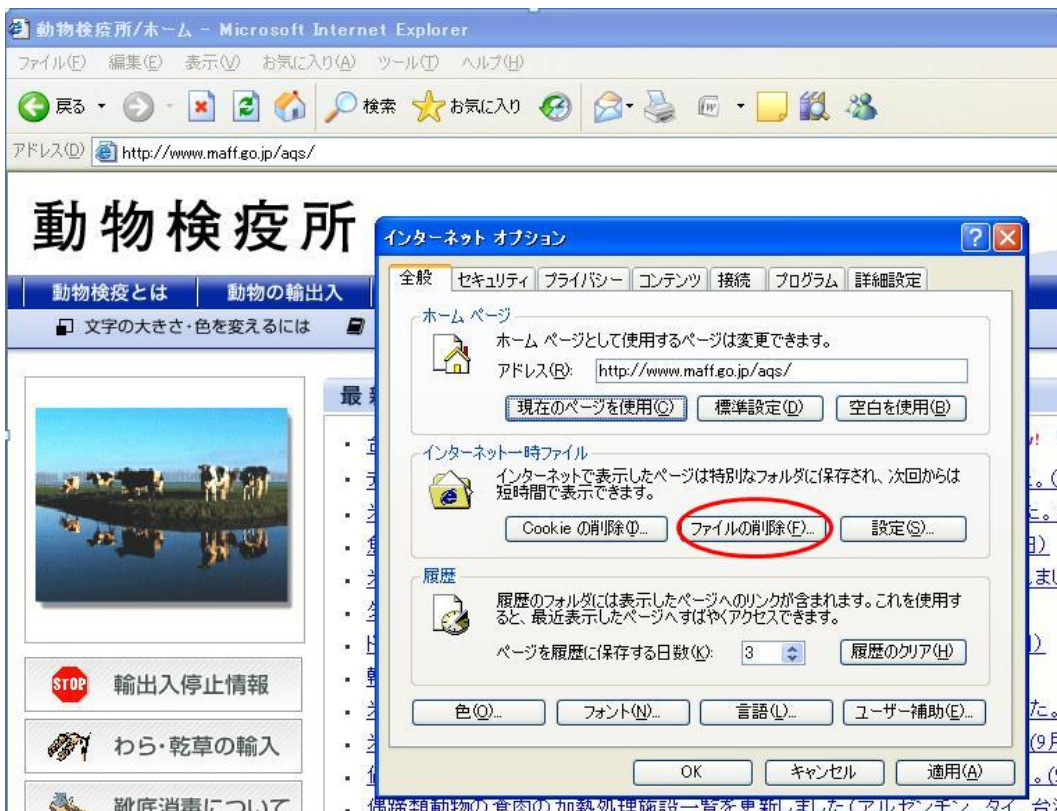 動物検疫所/ホーム - Microsoft Internet Explorer
ファイル(F) 編集(E) 表示(V) お気に入り(A) ツール(T) ヘルプ(H)
戻る 検索 お気に入り
アドレス(D) http://www.maff.go.jp/aqs/
動物検疫所
動物検疫とは 動物の輸出入
文字の大きさ・色を変えるには
最
インターネット オプション
全般 セキュリティ プライバシー コンテンツ 接続 プログラム 詳細設定
ホーム ページ
ホーム ページとして使用するページは変更できます。
アドレス(R): http://www.maff.go.jp/aqs/
現在のページを使用(C) 標準設定(D) 空白を使用(B)
インターネット一時ファイル
インターネットで表示したページは特別なフォルダに保存され、次回からは
短時間で表示できます。
Cookie の削除(I)... ファイルの削除(F)... 設定(S)...
履歴
履歴のフォルダには表示したページへのリンクが含まれます。これを使用す
ると、最近表示したページへすばやくアクセスできます。
ページを履歴に保存する日数(K): 3 履歴のクリア(H)
色(O)... フォント(N)... 言語(L)... ユーザー補助(E)...
OK キャンセル 適用(A)
STOP 輸出入停止情報
わら・乾草の輸入
靴底消毒について
偶蹄類動物の食肉の加熱処理施設一覧を更新しました(アルゼンチン、タイ、台